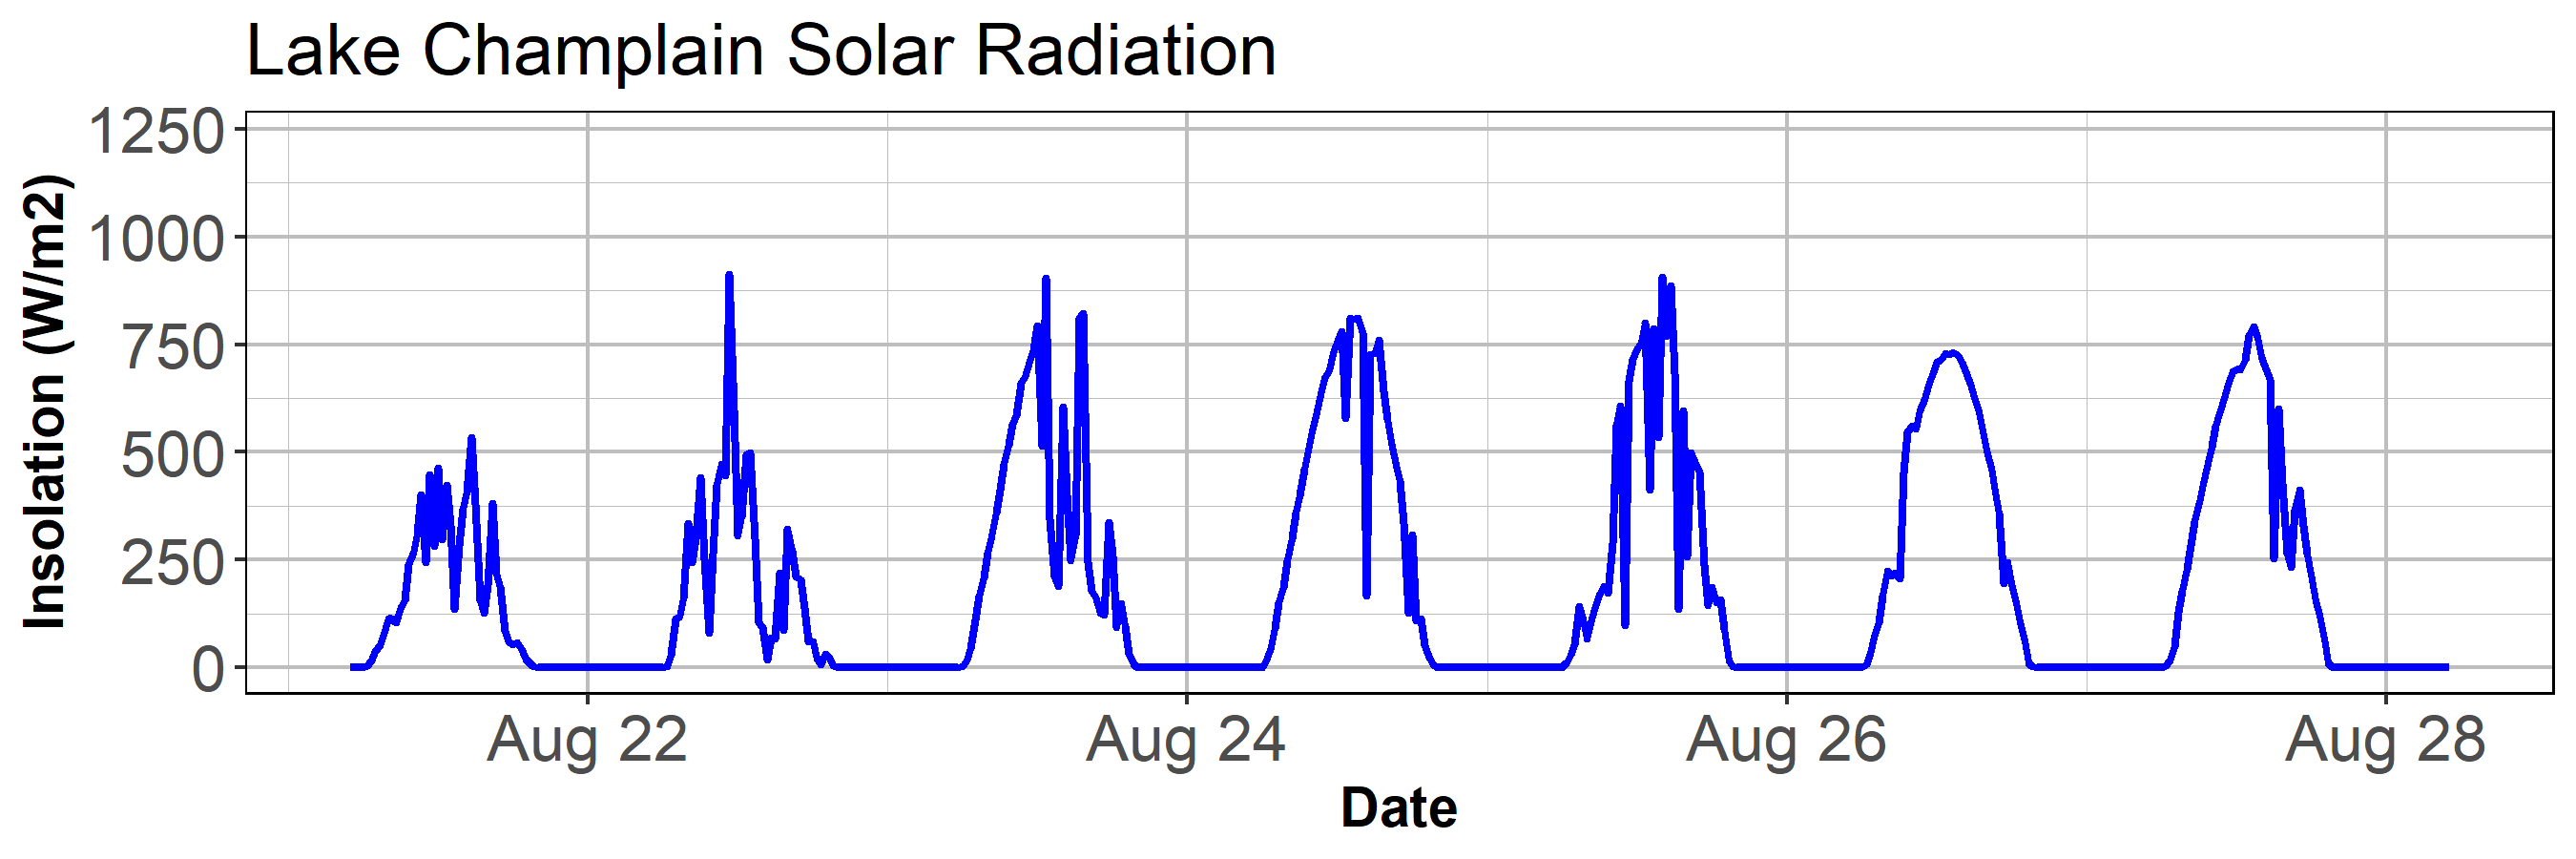 Lake Champlain Solar Radiation
Insolation (W/m2)
1250
1000
750
500
250
0
Aug 22
Aug 24
Aug 26
Aug 28
Date